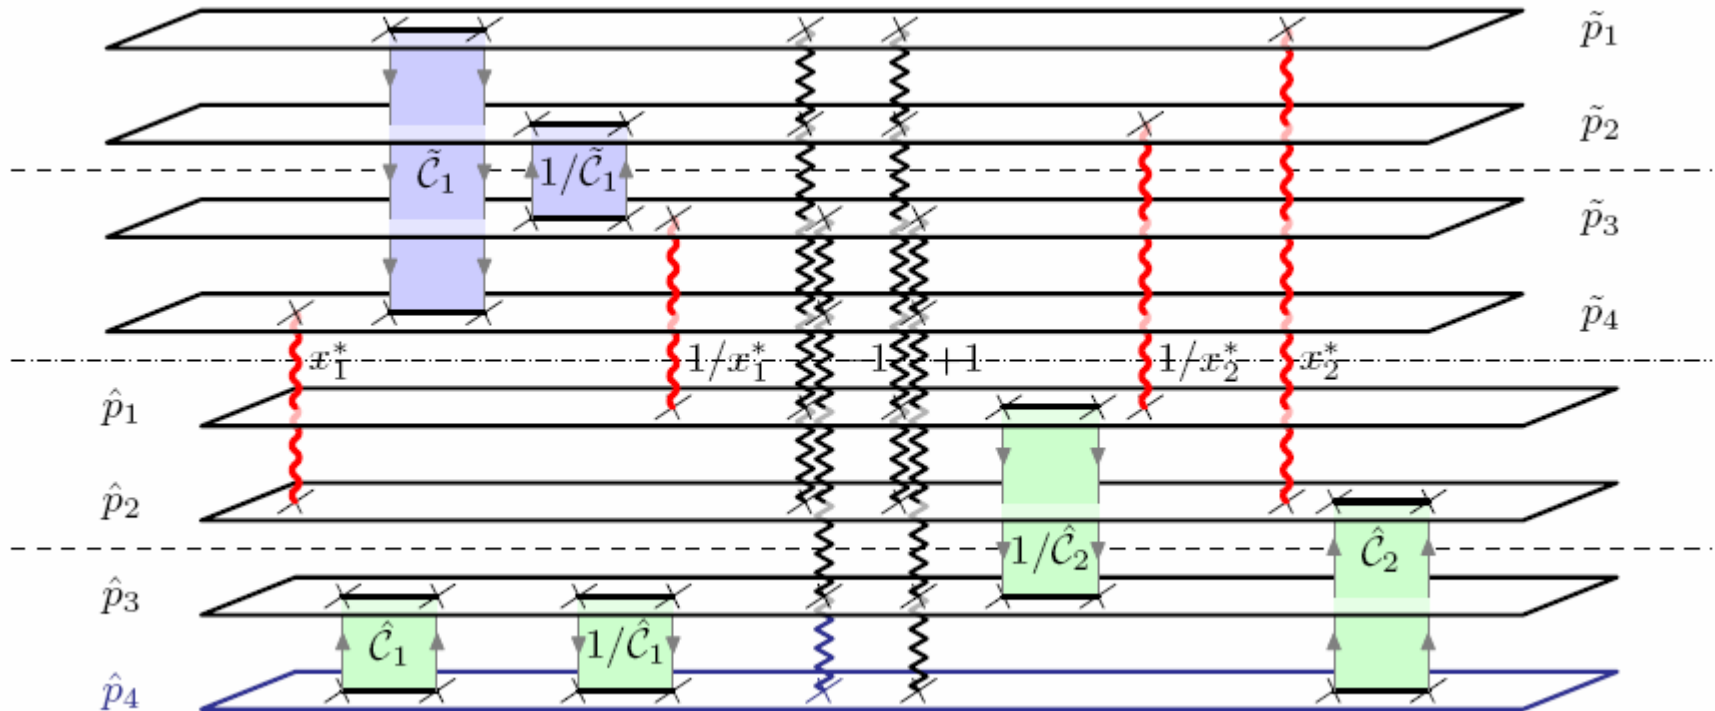 p̃₁
p̃₂
C̃₁ 1/C̃₁
p̃₃
p̃₄
x₁* 1/x₁* 1 +1 1/x₂* x₂*
p̂₁
p̂₂
1/Ĉ₂ Ĉ₂
p̂₃
Ĉ₁ 1/Ĉ₁
p̂₄